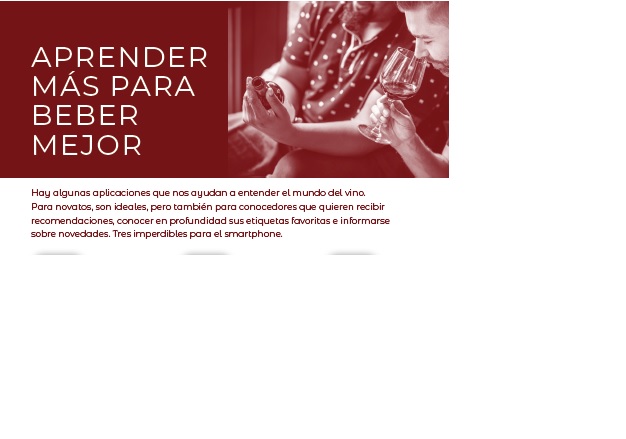 APRENDER
MÁS PARA
BEBER
MEJOR
Hay algunas aplicaciones que nos ayudan a entender el mundo del vino.
Para novatos, son ideales, pero también para conocedores que quieren recibir
recomendaciones, conocer en profundidad sus etiquetas favoritas e informarse
sobre novedades. Tres imperdibles para el smartphone.